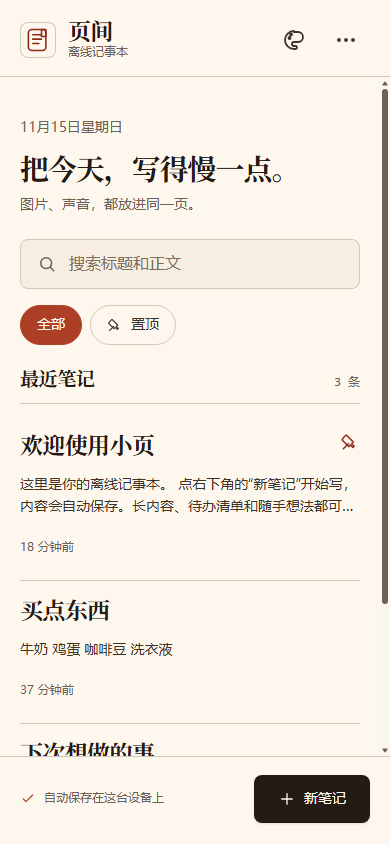 页间
离线记事本
11月15日星期日
把今天，写得慢一点。
图片、声音，都放进同一页。
搜索标题和正文
全部
置顶
最近笔记
3 条
欢迎使用小页
这里是你的离线记事本。 点右下角的“新笔记”开始写，
内容会自动保存。长内容、待办清单和随手想法都可...
18 分钟前
买点东西
牛奶 鸡蛋 咖啡豆 洗衣液
37 分钟前
下次想做的事
自动保存在这台设备上
新笔记